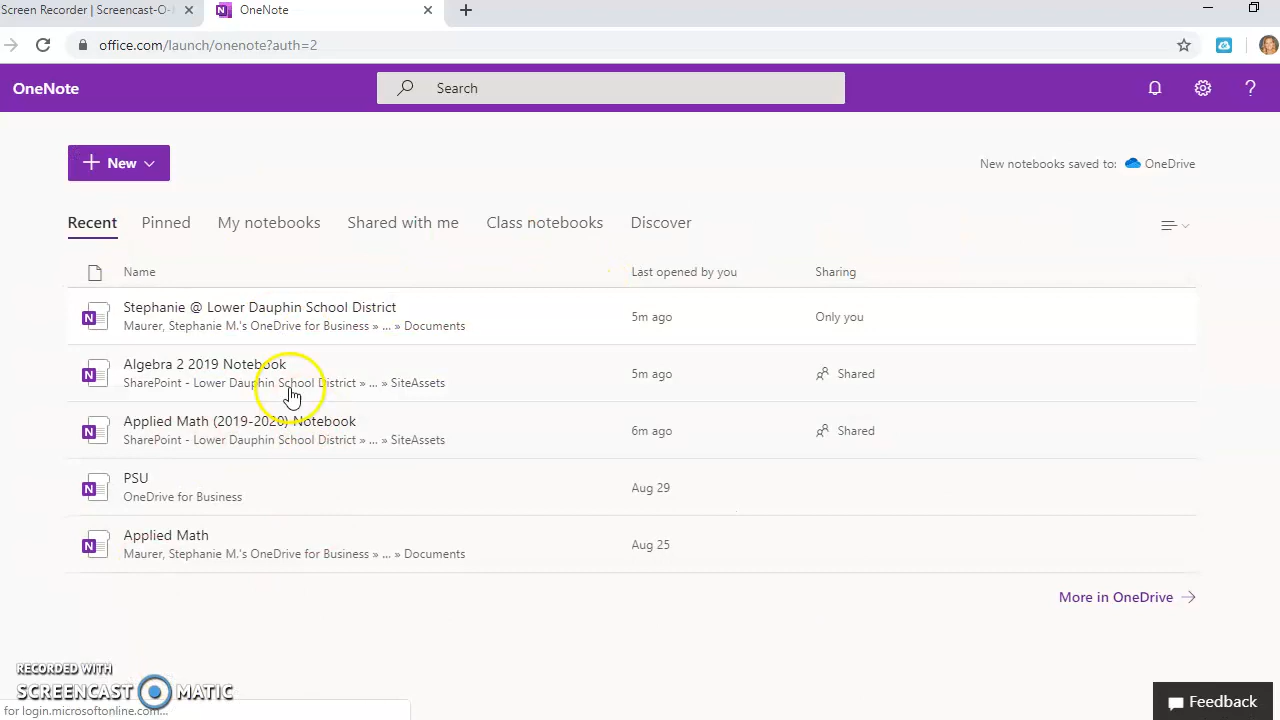 Screen Recorder | Screencast-O-
OneNote
office.com/launch/onenote?auth=2
OneNote
Search
New
New notebooks saved to: OneDrive
Recent Pinned My notebooks Shared with me Class notebooks Discover
Name Last opened by you Sharing
Stephanie @ Lower Dauphin School District
Maurer, Stephanie M.'s OneDrive for Business » ... » Documents
5m ago Only you
Algebra 2 2019 Notebook
SharePoint - Lower Dauphin School District » ... » SiteAssets
5m ago Shared
Applied Math (2019-2020) Notebook
SharePoint - Lower Dauphin School District » ... » SiteAssets
6m ago Shared
PSU
OneDrive for Business
Aug 29
Applied Math
Maurer, Stephanie M.'s OneDrive for Business » ... » Documents
Aug 25
More in OneDrive
RECORDED WITH
SCREENCAST MATIC
for login.microsoftonline.com...
Feedback